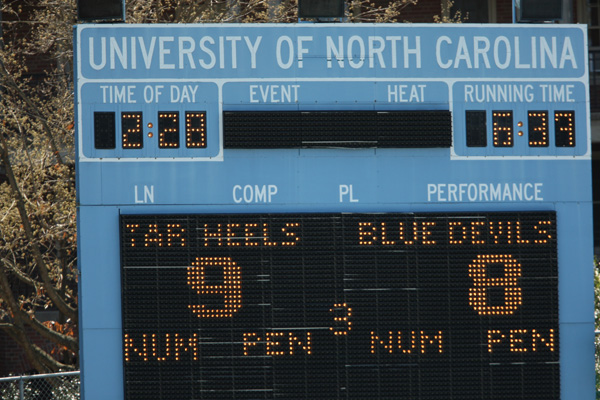 UNIVERSITY OF NORTH CAROLINA
TIME OF DAY EVENT HEAT RUNNING TIME
2:28 6:39
LN COMP PL PERFORMANCE
TAR HEELS BLUE DEVILS
9 8
3
NUM PEN NUM PEN